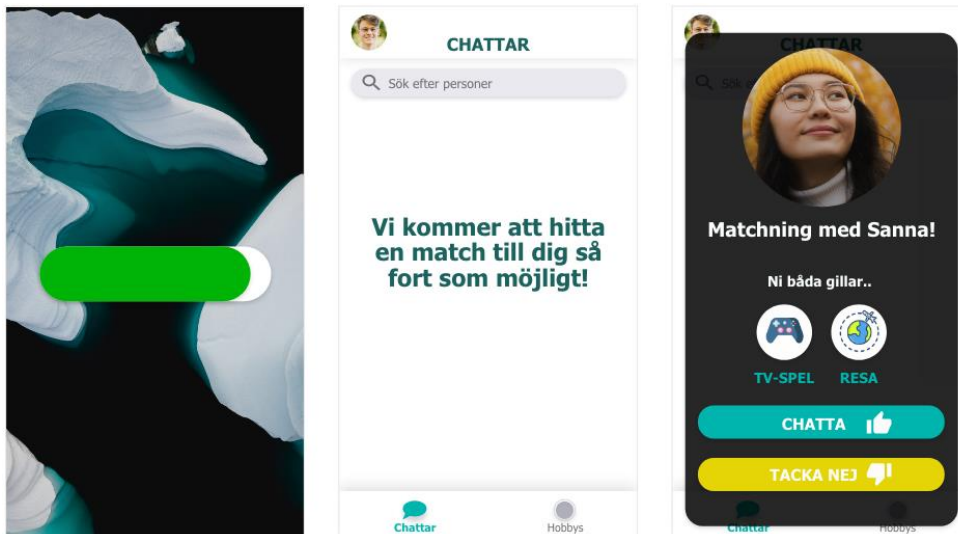 CHATTAR
Sök efter personer
Vi kommer att hitta
en match till dig så
fort som möjligt!
Chattar
Hobbys
CHATTAR
Sök e
Matchning med Sanna!
Ni båda gillar..
TV-SPEL
RESA
CHATTA
TACKA NEJ
Chattar
Hobbys